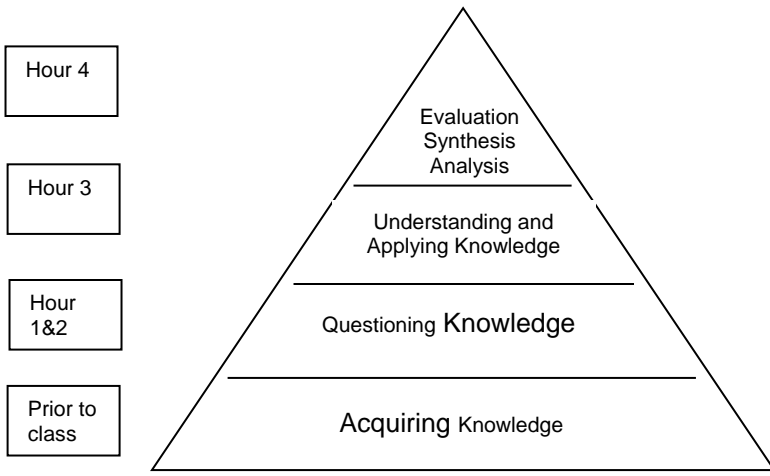 Hour 4
Evaluation
Synthesis
Analysis
Hour 3
Understanding and
Applying Knowledge
Hour
1&2
Questioning Knowledge
Prior to
class
Acquiring Knowledge